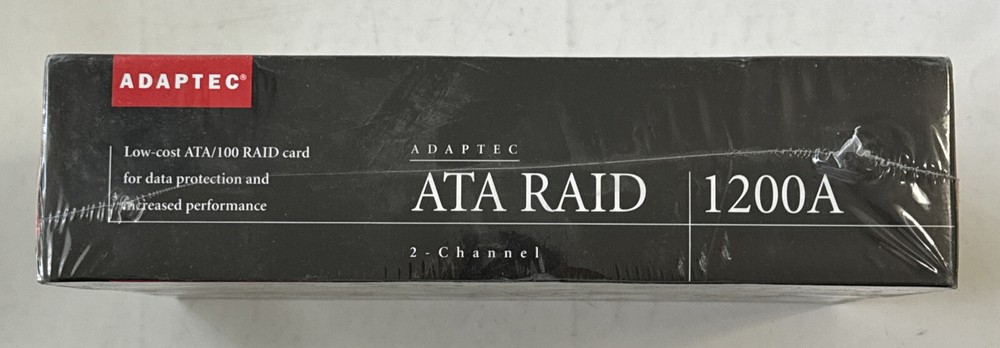 ADAPTEC®
Low-cost ATA/100 RAID card
for data protection and
increased performance
ADAPTEC
ATA RAID 1200A
2-Channel